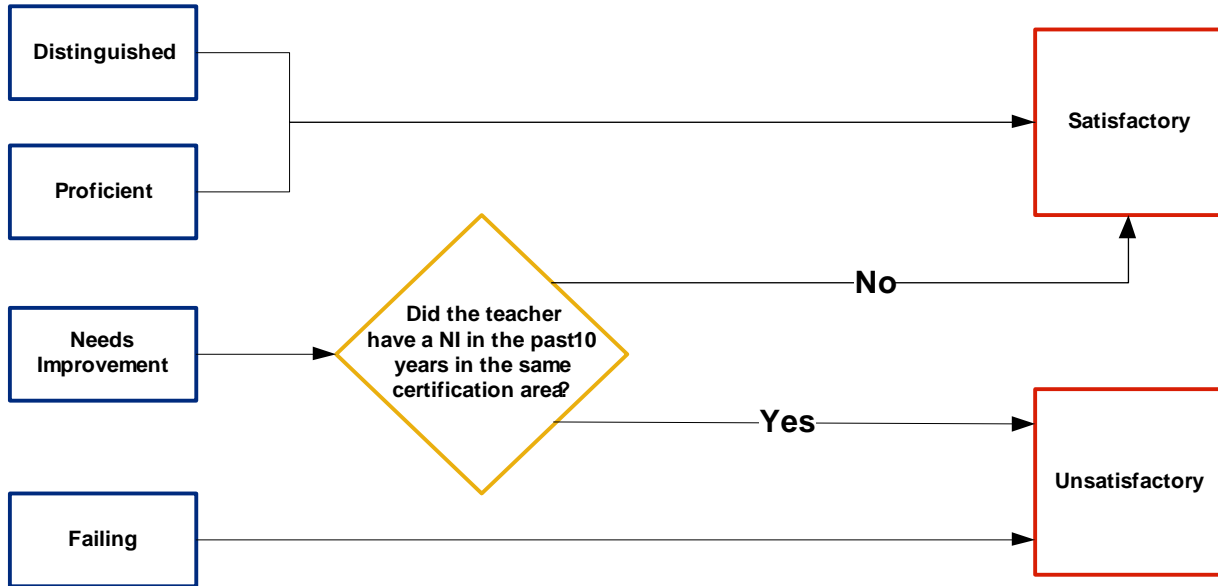 Distinguished
Satisfactory
Proficient
No
Needs
Improvement
Did the teacher
have a NI in the past10
years in the same
certification area?
Yes
Unsatisfactory
Failing